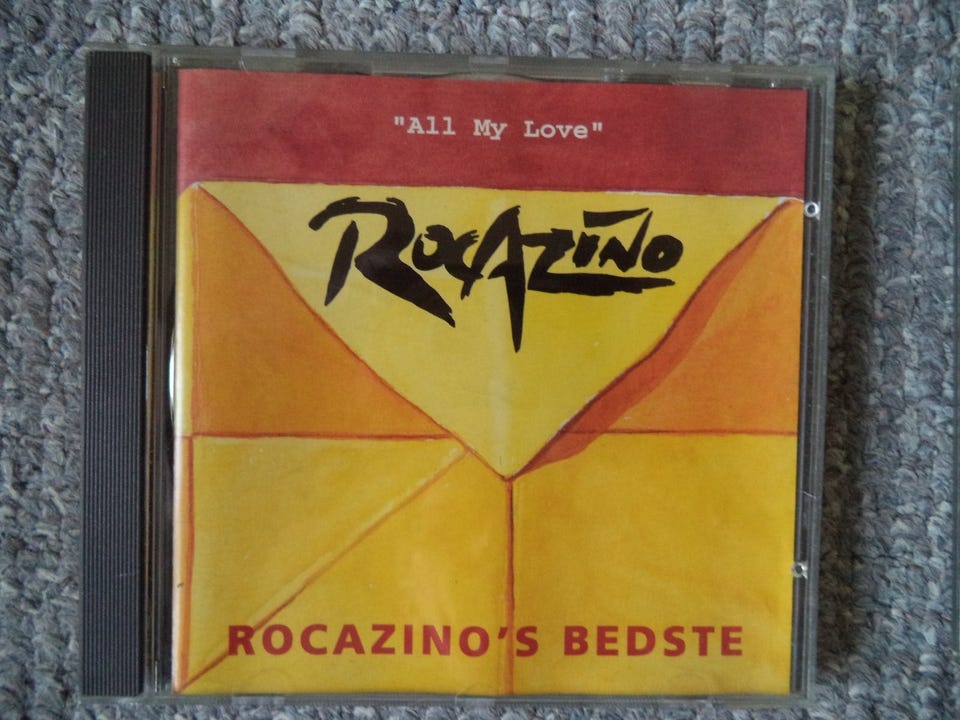 "All My Love"
ROCAZIÑO
ROCAZINO'S BEDSTE